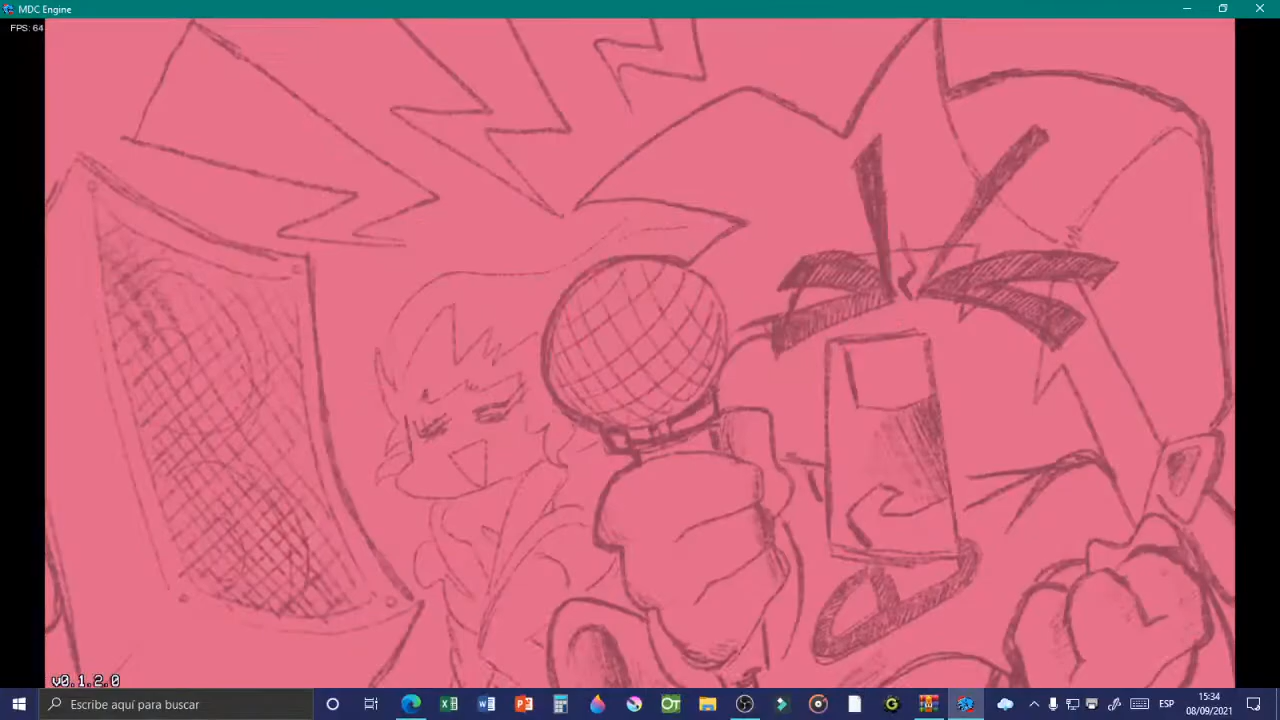 MDC Engine
FPS: 64
v0.1.2.0
Escribe aquí para buscar
ESP
15:34
08/09/2021